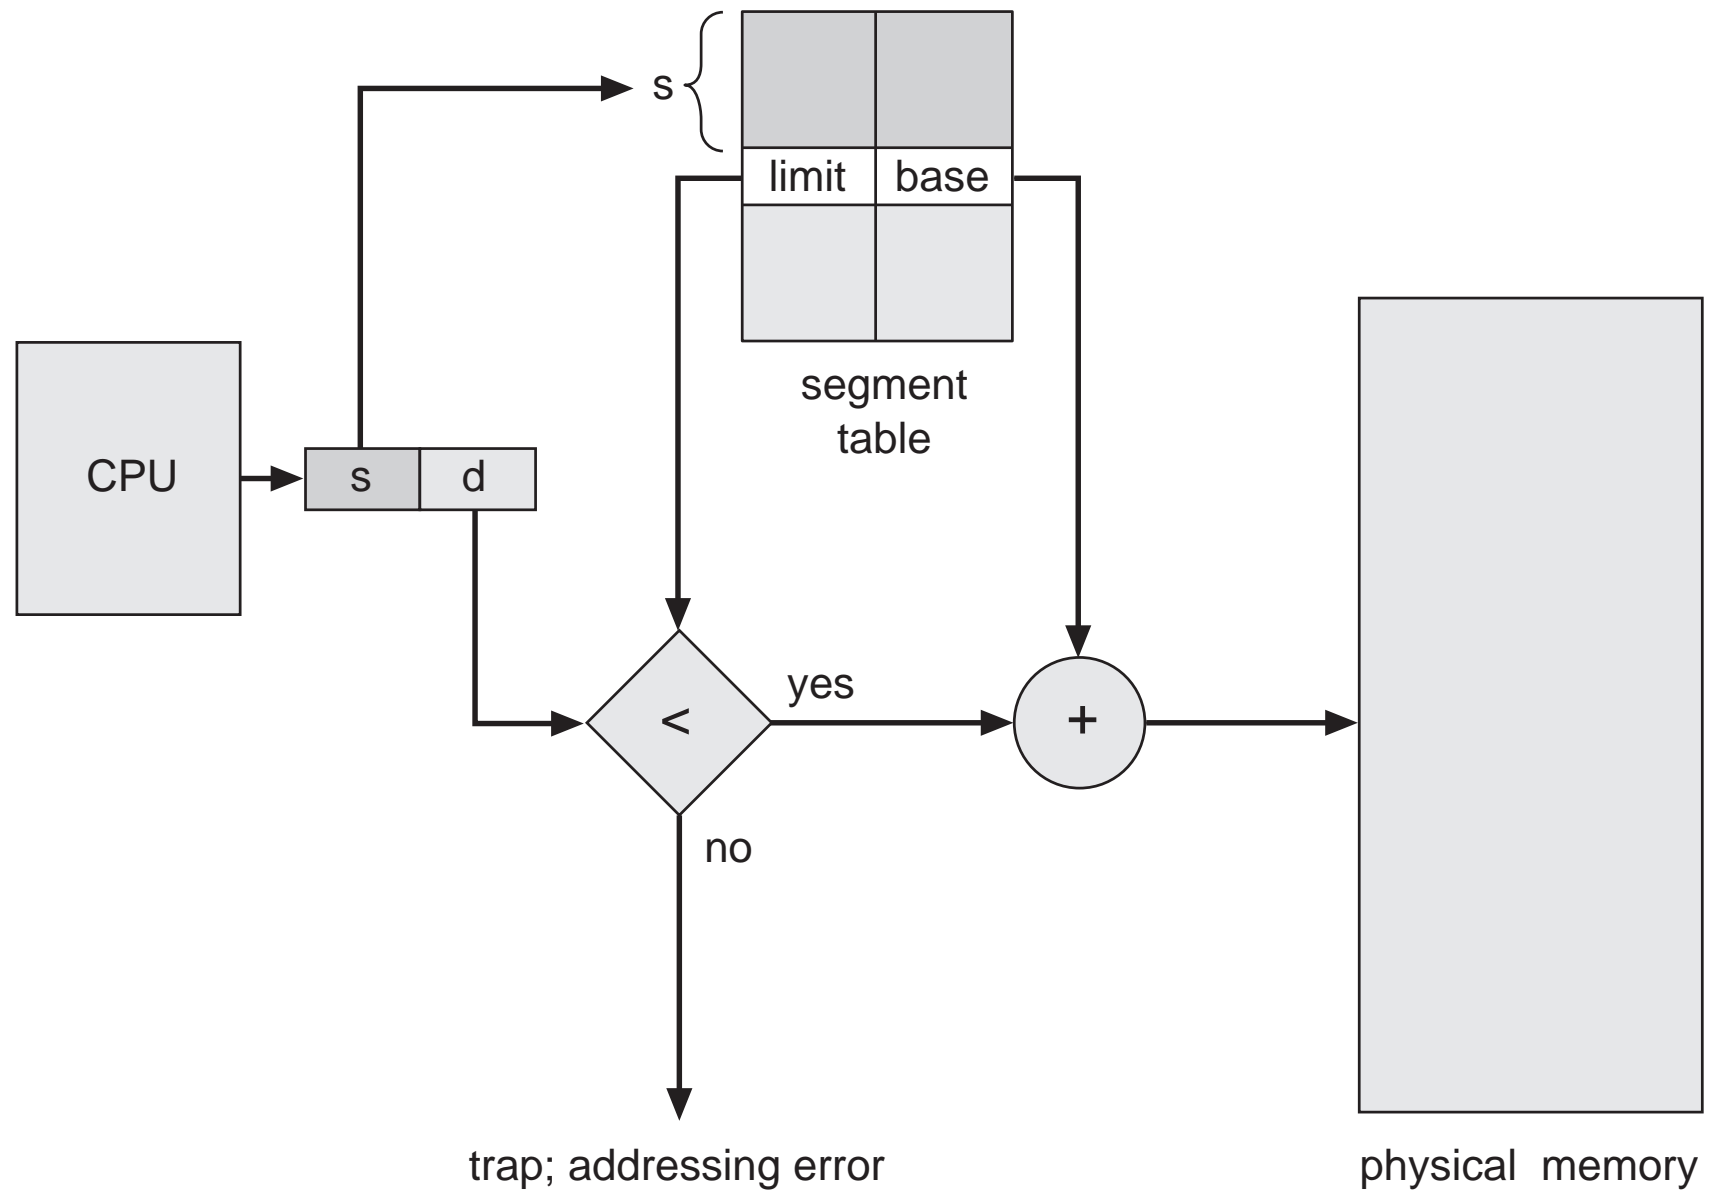 s
limit base
segment
table
CPU
s d
yes
<
+
no
trap; addressing error
physical memory